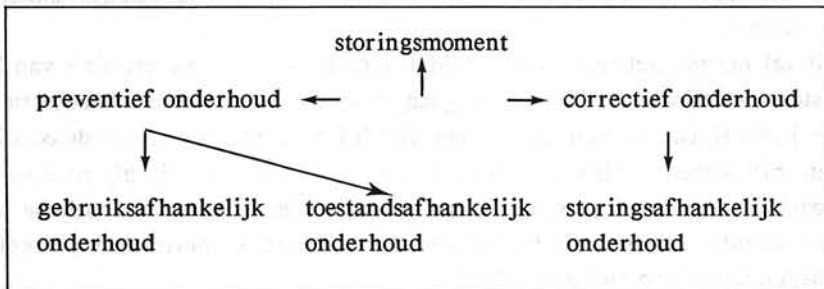 storingsmoment
preventief onderhoud correctief onderhoud
gebruiksafhankelijk toestandsafhankelijk storingsafhankelijk
onderhoud onderhoud onderhoud